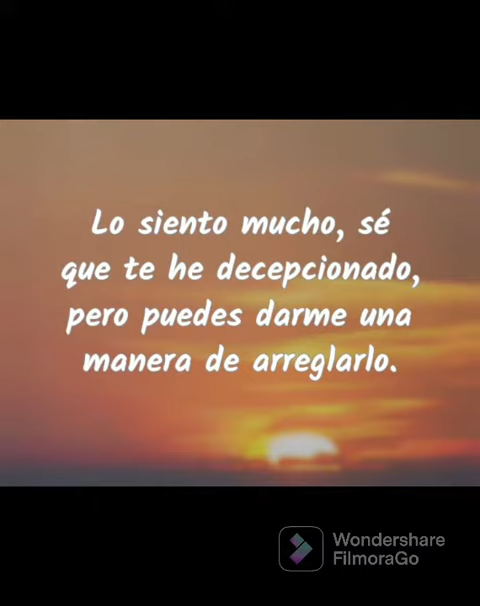 Lo siento mucho, sé
que te he decepcionado,
pero puedes darme una
manera de arreglarlo.
Wondershare
FilmoraGo